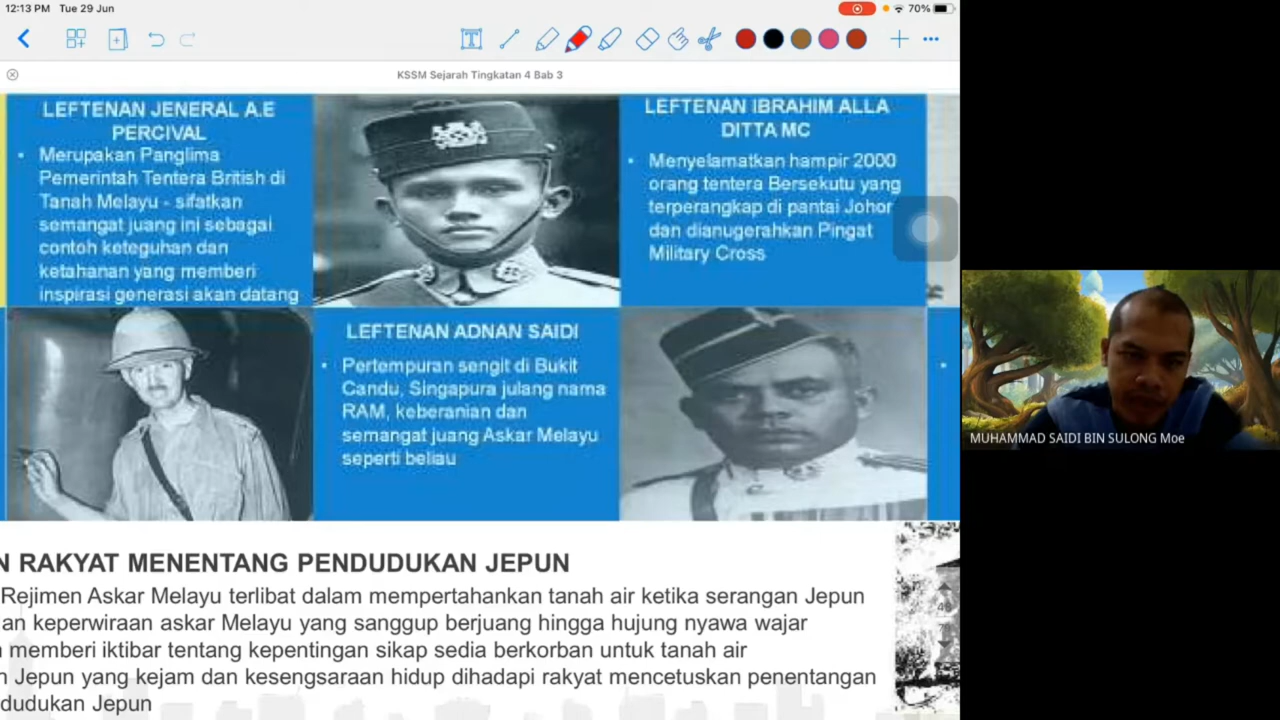 12:13 PM Tue 29 Jun
70%
KSSM Sejarah Tingkatan 4 Bab 3
LEFTENAN JENERAL A.E
PERCIVAL
• Merupakan Panglima
Pemerintah Tentera British di
Tanah Melayu - sifatkan
semangat juang ini sebagai
contoh keteguhan dan
ketahanan yang memberi
inspirasi generasi akan datang
LEFTENAN IBRAHIM ALLA
DITTA MC
• Menyelamatkan hampir 2000
orang tentera Bersekutu yang
terperangkap di pantai Johor
dan dianugerahkan Pingat
Military Cross
LEFTENAN ADNAN SAIDI
• Pertempuran sengit di Bukit
Candu, Singapura julang nama
RAM, keberanian dan
semangat juang Askar Melayu
seperti beliau
MUHAMMAD SAIDI BIN SULONG Moe
N RAKYAT MENENTANG PENDUDUKAN JEPUN
Rejimen Askar Melayu terlibat dalam mempertahankan tanah air ketika serangan Jepun
an keperwiraan askar Melayu yang sanggup berjuang hingga hujung nyawa wajar
n memberi iktibar tentang kepentingan sikap sedia berkorban untuk tanah air
n Jepun yang kejam dan kesengsaraan hidup dihadapi rakyat mencetuskan penentangan
dudukan Jepun